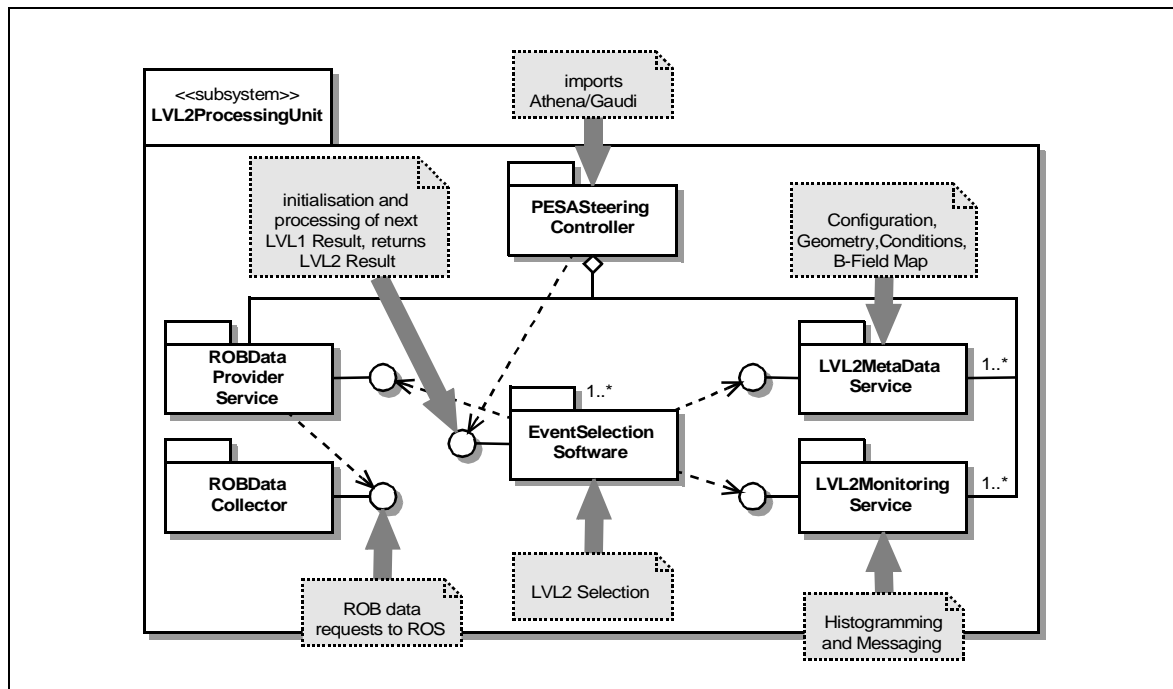 imports
Athena/Gaudi
<<subsystem>>
LVL2ProcessingUnit
initialisation and
processing of next
LVL1 Result, returns
LVL2 Result
PESASteering
Controller
Configuration,
Geometry,Conditions,
B-Field Map
ROBData
Provider
Service
1..*
LVL2MetaData
Service
1..*
EventSelection
Software
ROBData
Collector
LVL2Monitoring
Service
1..*
ROB data
requests to ROS
LVL2 Selection
Histogramming
and Messaging